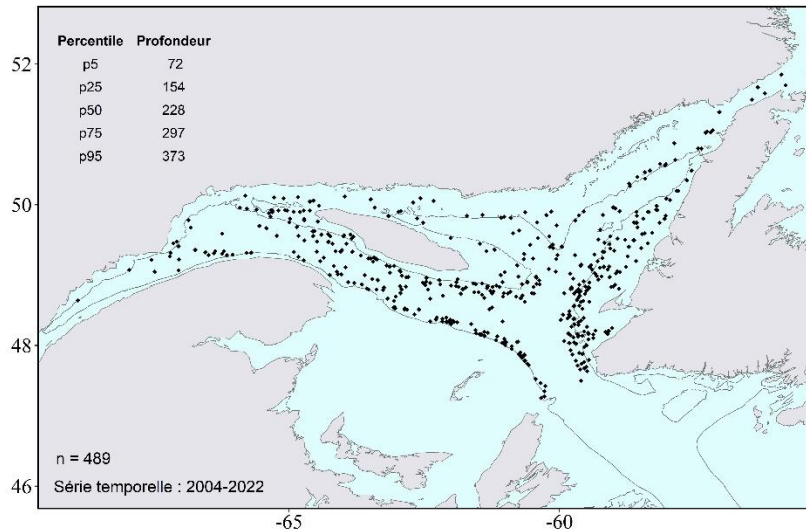 Percentile Profondeur
p5 72
p25 154
p50 228
p75 297
p95 373
52
50
48
46
n = 489
Série temporelle : 2004-2022
-65 -60